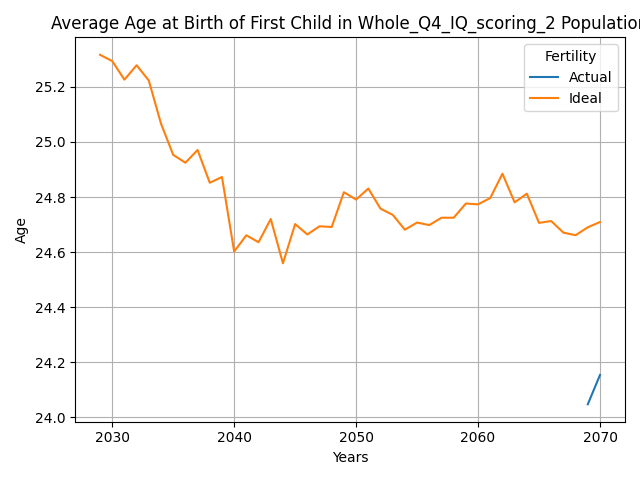 Average Age at Birth of First Child in Whole_Q4_IQ_scoring_2 Population
Fertility
Actual
Ideal
25.2
25.0
24.8
24.6
24.4
24.2
24.0
Age
2030 2040 2050 2060 2070
Years